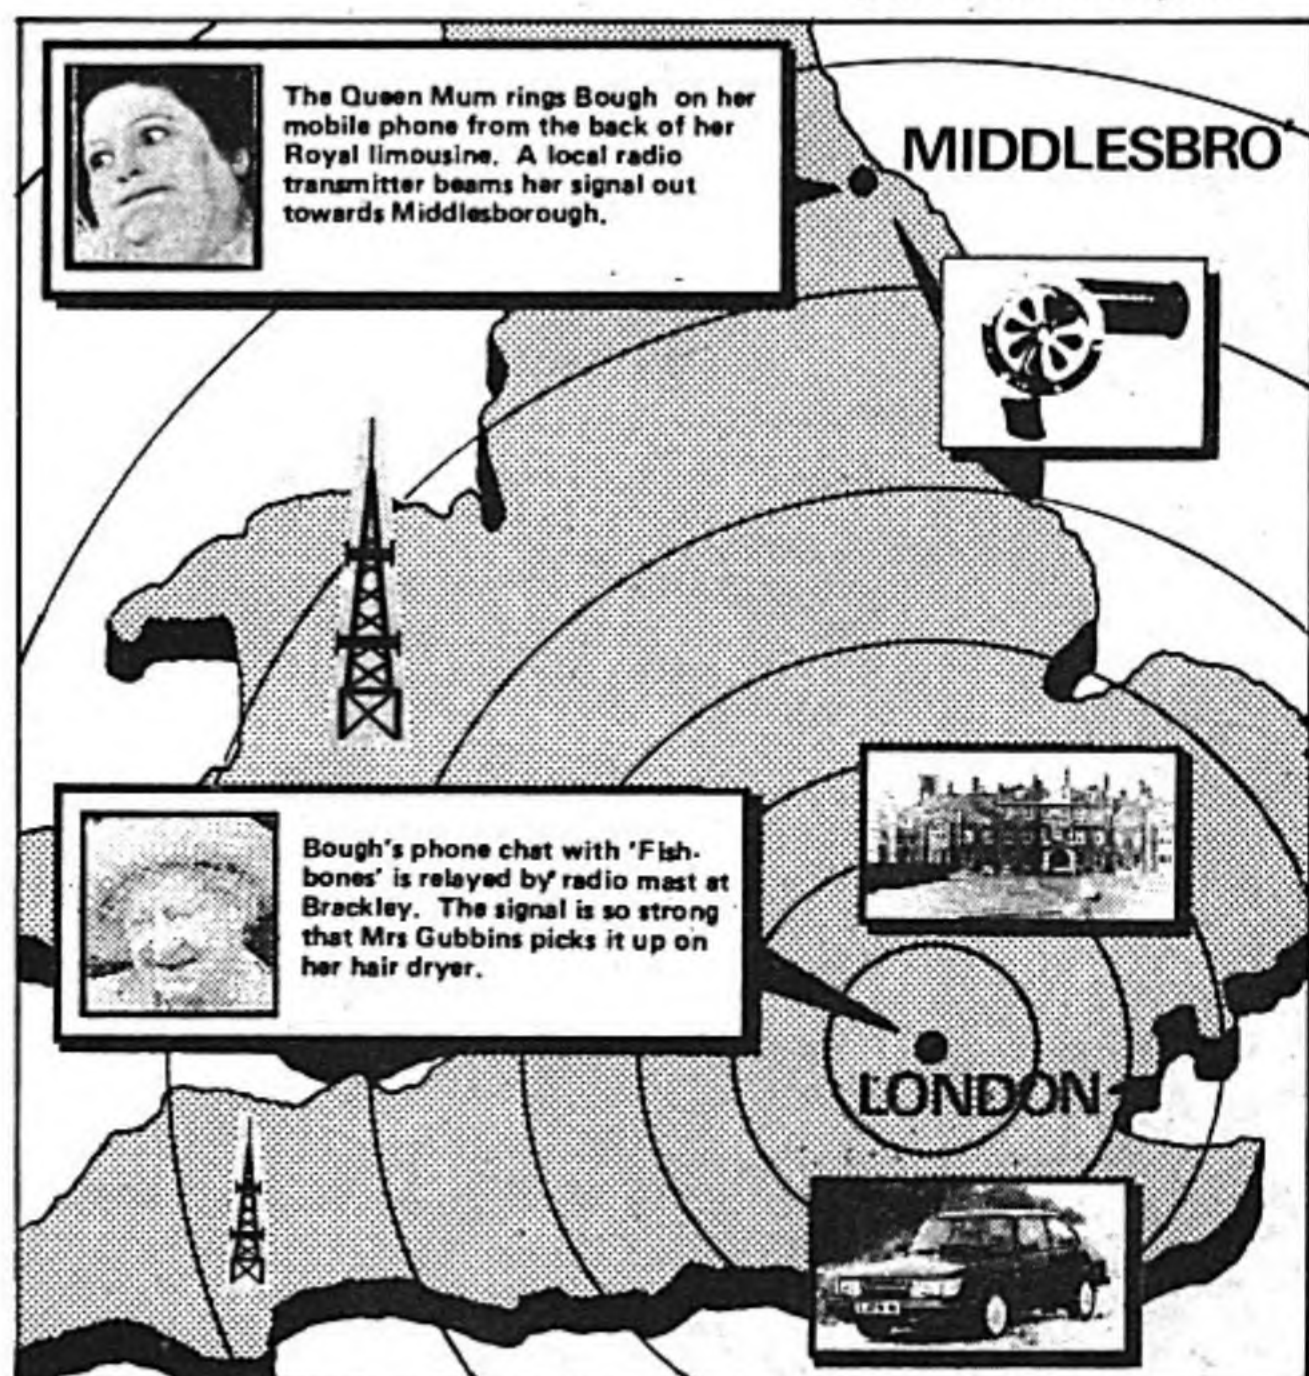 The Queen Mum rings Bough on her
mobile phone from the back of her
Royal limousine. A local radio
transmitter beams her signal out
towards Middlesborough.
MIDDLESBRO'
Bough's phone chat with 'Fish-
bones' is relayed by radio mast at
Brackley. The signal is so strong
that Mrs Gubbins picks it up on
her hair dryer.
LONDON